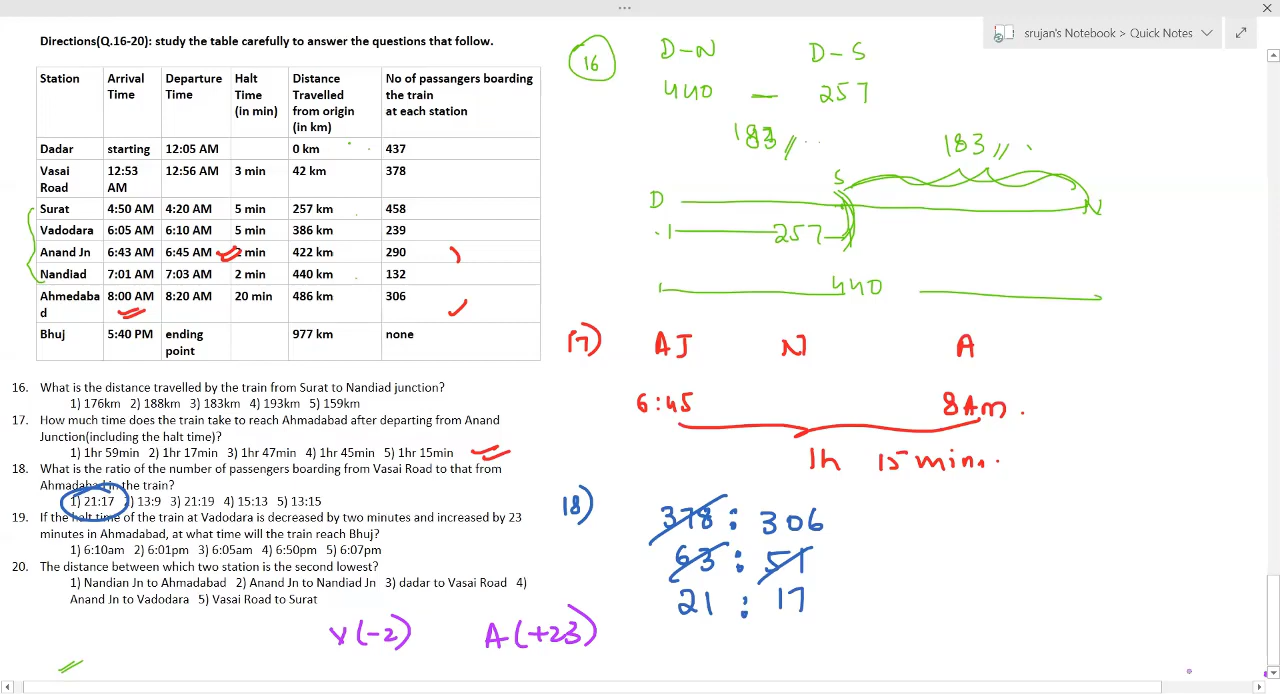 srujan's Notebook > Quick Notes
Directions(Q.16-20): study the table carefully to answer the questions that follow.
Station Arrival Time Departure Time Halt Time (in min) Distance Travelled from origin (in km) No of passangers boarding the train at each station
Dadar starting 12:05 AM 0 km 437
Vasai Road 12:53 AM 12:56 AM 3 min 42 km 378
Surat 4:50 AM 4:20 AM 5 min 257 km 458
Vadodara 6:05 AM 6:10 AM 5 min 386 km 239
Anand Jn 6:43 AM 6:45 AM min 422 km 290
Nandiad 7:01 AM 7:03 AM 2 min 440 km 132
Ahmedabad 8:00 AM 8:20 AM 20 min 486 km 306
Bhuj 5:40 PM ending point 977 km none
16. What is the distance travelled by the train from Surat to Nandiad junction?
1) 176km 2) 188km 3) 183km 4) 193km 5) 159km
17. How much time does the train take to reach Ahmadabad after departing from Anand
Junction(including the halt time)?
1) 1hr 59min 2) 1hr 17min 3) 1hr 47min 4) 1hr 45min 5) 1hr 15min
18. What is the ratio of the number of pasengers boarding from Vasai Road to that from
Ahmadabad in the train?
1) 21:17 2) 13:9 3) 21:19 4) 15:13 5) 13:15
19. If the halt time of the train at Vadodara is decreased by two minutes and increased by 23
minutes in Ahmadabad, at what time will the train reach Bhuj?
1) 6:10am 2) 6:01pm 3) 6:05am 4) 6:50pm 5) 6:07pm
20. The distance between which two station is the second lowest?
1) Nandian Jn to Ahmadabad 2) Anand Jn to Nandiad Jn 3) dadar to Vasai Road 4)
Anand Jn to Vadodara 5) Vasai Road to Surat
V(-2) A(+23)
16 D-N D-S
440 - 257
183
183
D S N
257
440
17) AJ N A
6:45 8Am.
1h 15 min.
18) 378 : 306
63 : 51
21 : 17